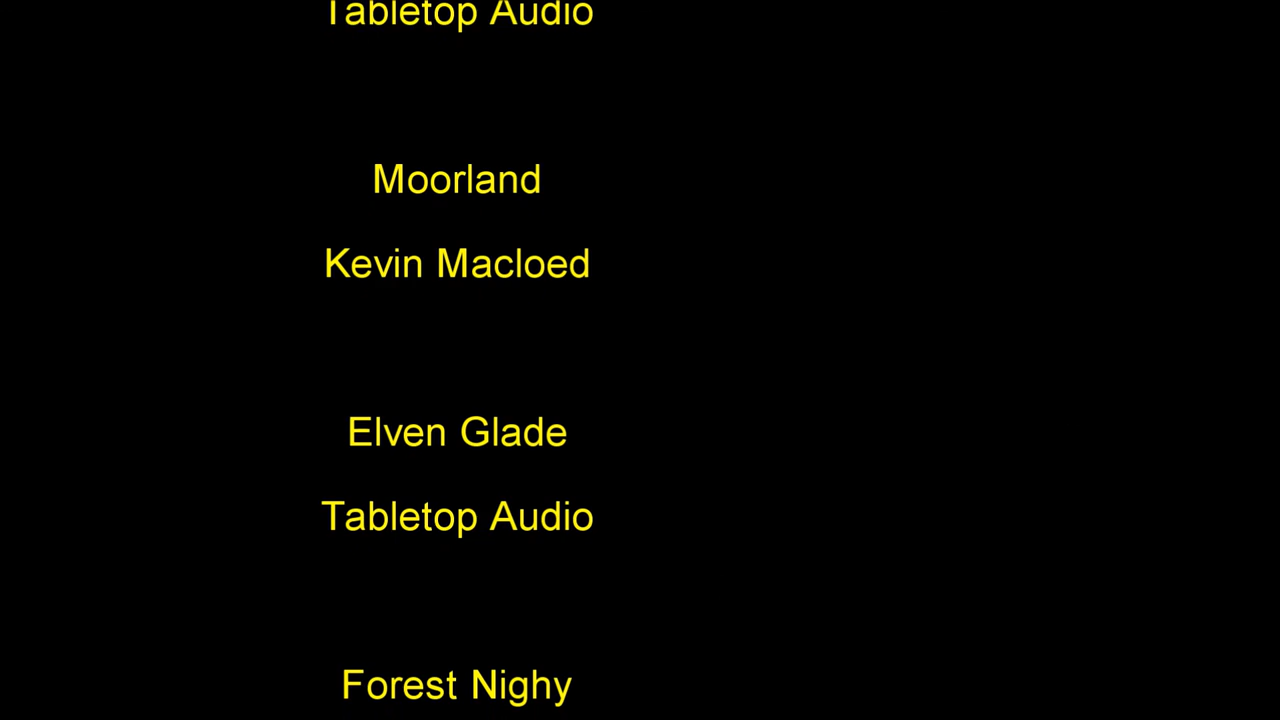 Tabletop Audio
Moorland
Kevin Macloed
Elven Glade
Tabletop Audio
Forest Nighy